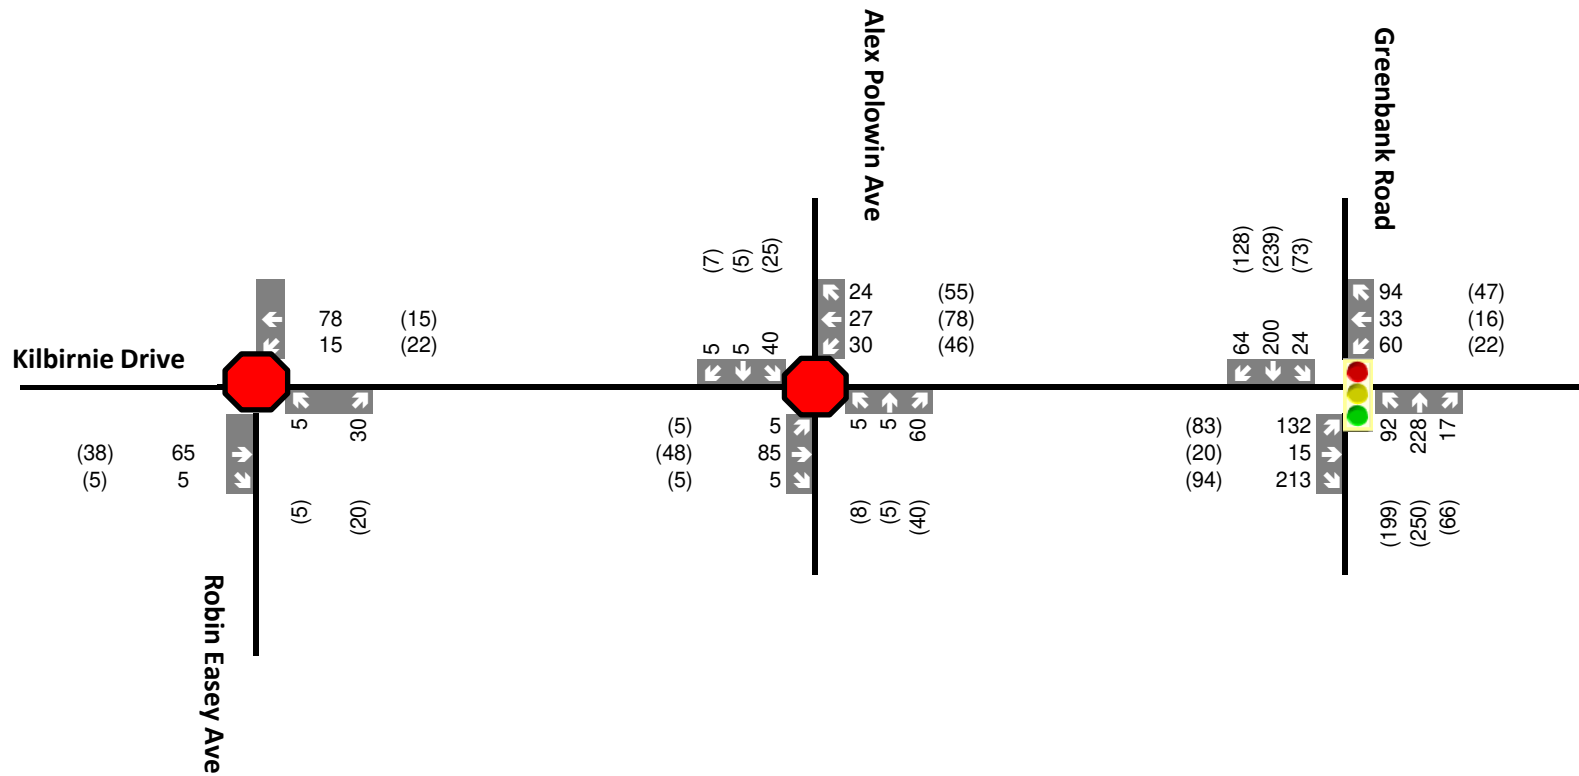 Alex Polowin Ave
Greenbank Road
Kilbirnie Drive
Robin Easey Ave
78 (15)
15 (22)
(38) 65
(5) 5
5 30
(5) (20)
(7) (5) (25)
5 5 40
24 (55)
27 (78)
30 (46)
(5) 5
(48) 85
(5) 5
5 5 60
(8) (5) (40)
(128) (239) (73)
64 200 24
94 (47)
33 (16)
60 (22)
(83) 132
(20) 15
(94) 213
92 228 17
(199) (250) (66)